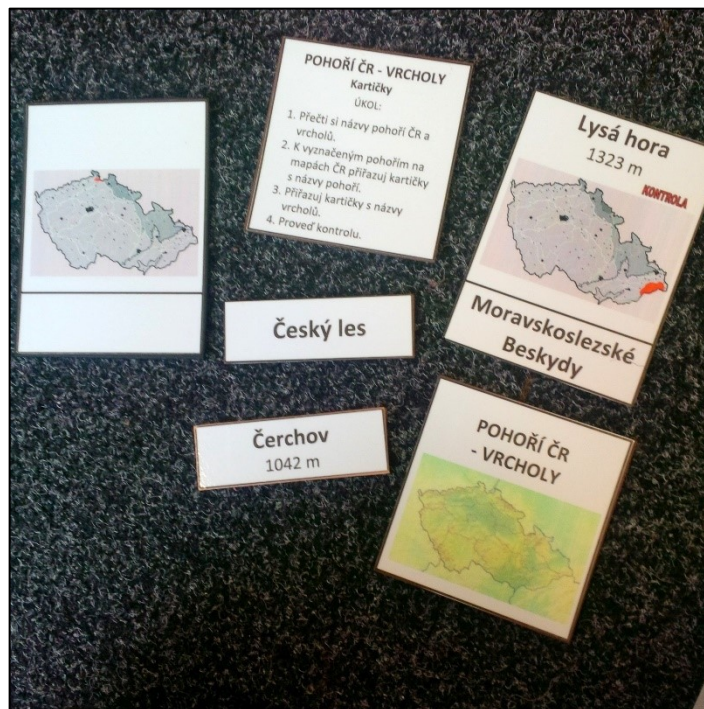 POHOŘÍ ČR - VRCHOLY
Kartičky
ÚKOL:
1. Přečti si názvy pohoří ČR a
vrcholů.
2. K vyznačeným pohořím na
mapách ČR přiřazuj kartičky
s názvy pohoří.
3. Přiřazuj kartičky s názvy
vrcholů.
4. Proveď kontrolu.
Lysá hora
1323 m
KONTROLA
Moravskoslezské
Beskydy
Český les
Čerchov
1042 m
POHOŘÍ ČR
- VRCHOLY